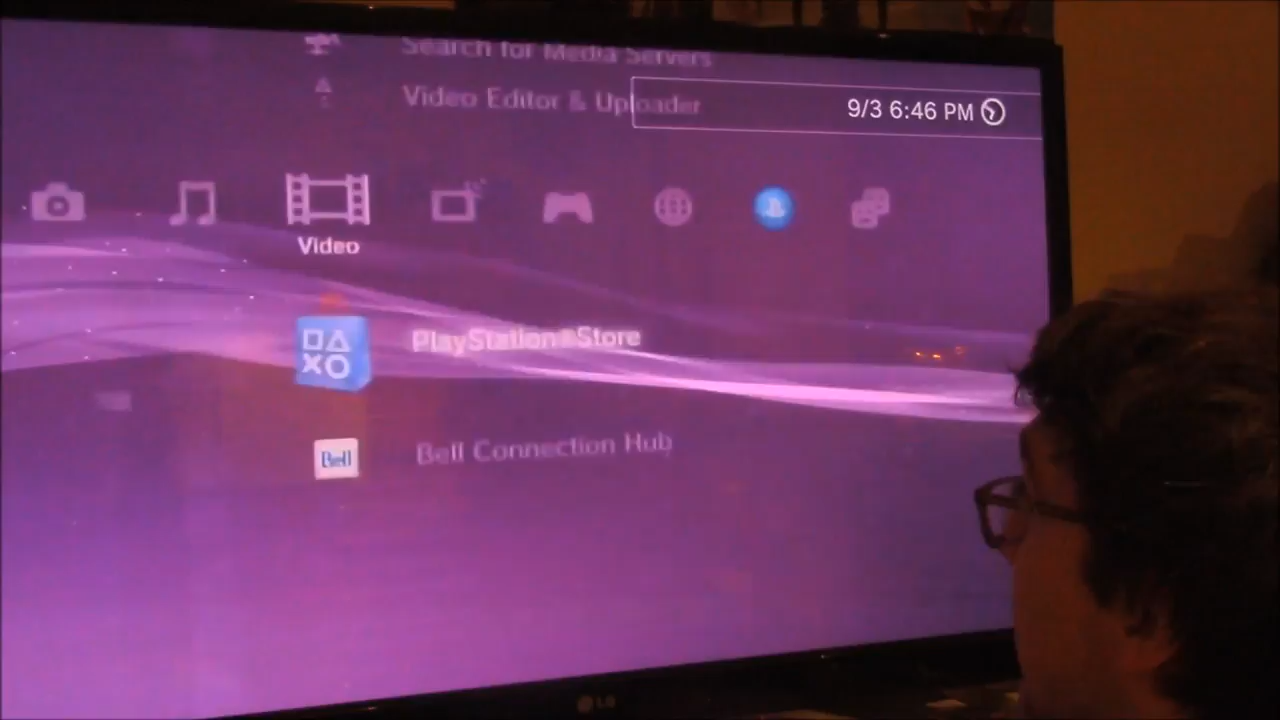 Search for Media Servers
Video Editor & Uploader
9/3 6:46 PM
Video
PlayStation®Store
Bell
Bell Connection Hub
LG